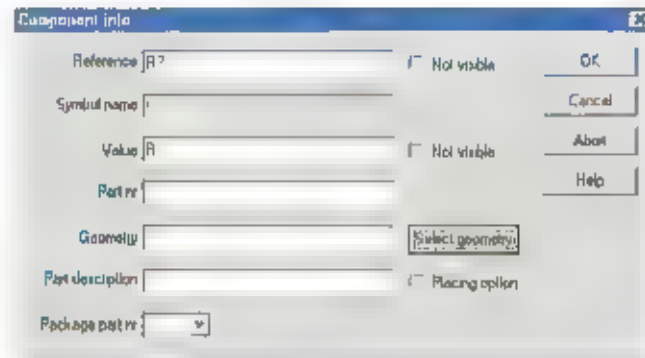 Component info
Reference R? Not visible OK
Symbol name Cancel
Value R Not visible Abort
Part nr Help
Geometry Select geometry
Part description Placing option
Package part nr